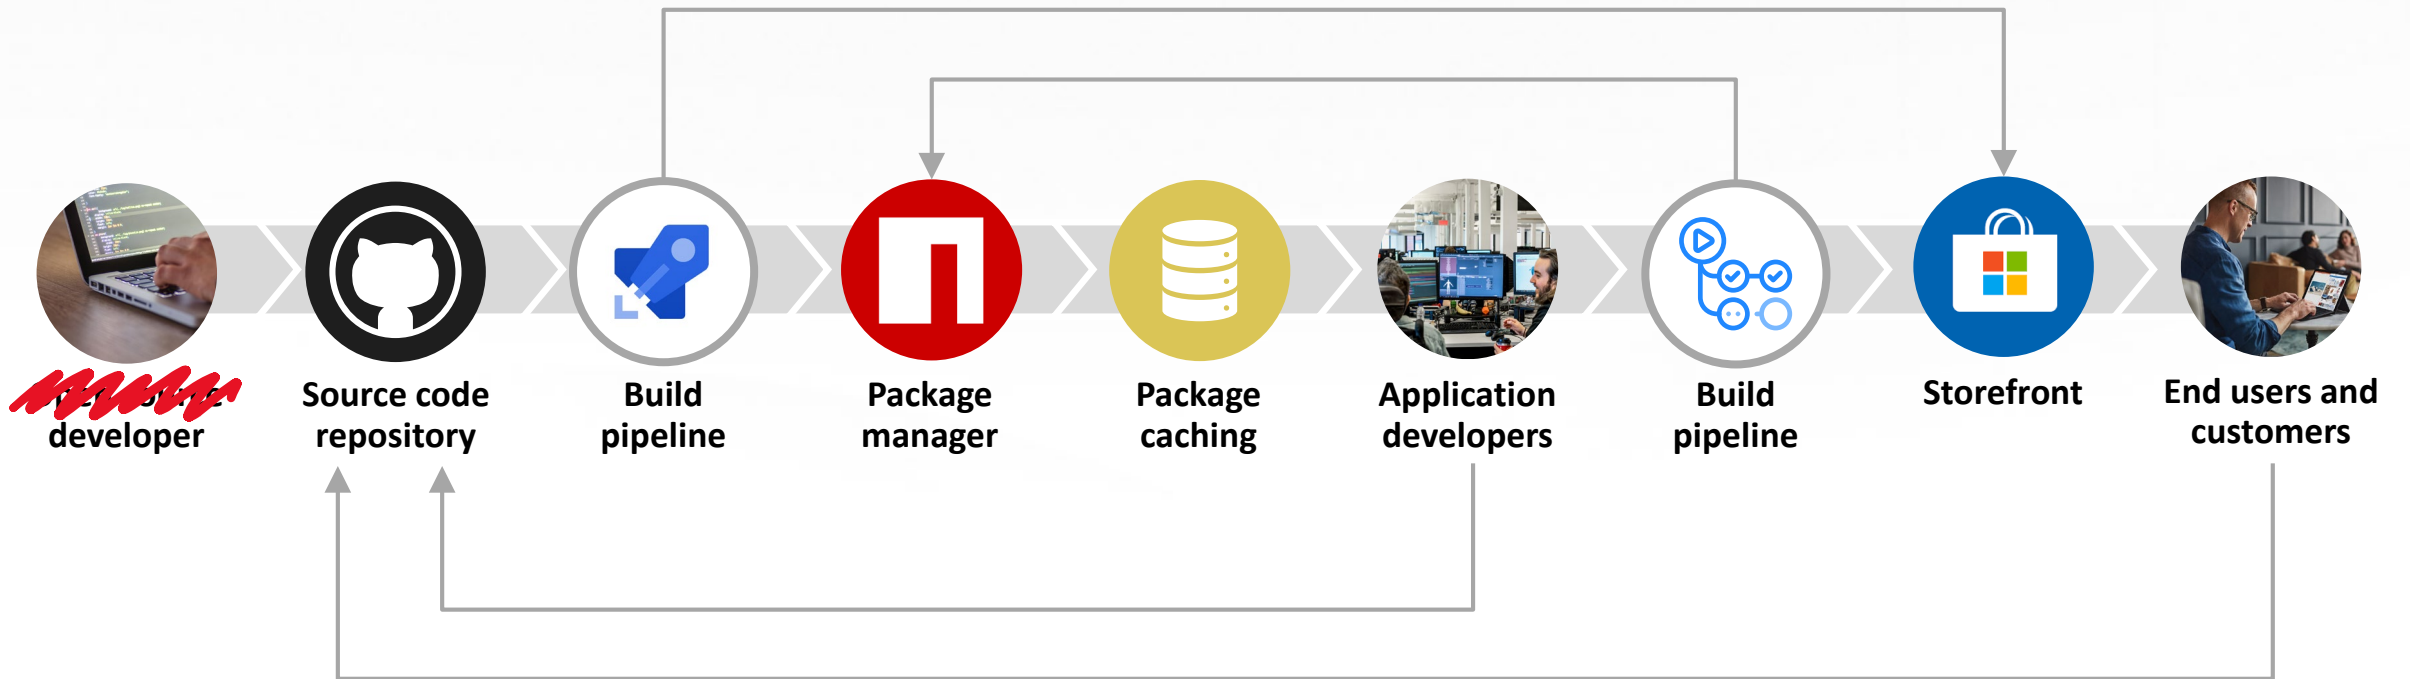 developer
Source code
repository
Build
pipeline
Package
manager
Package
caching
Application
developers
Build
pipeline
Storefront
End users and
customers